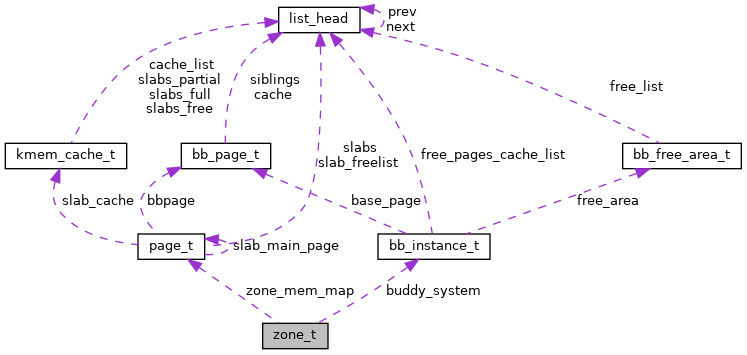 list_head
prev
next
cache_list
slabs_partial
slabs_full
slabs_free
siblings
cache
free_list
kmem_cache_t
bb_page_t
slabs
slab_freelist
free_pages_cache_list
bb_free_area_t
slab_cache
bbpage
base_page
free_area
page_t
slab_main_page
bb_instance_t
zone_mem_map
buddy_system
zone_t